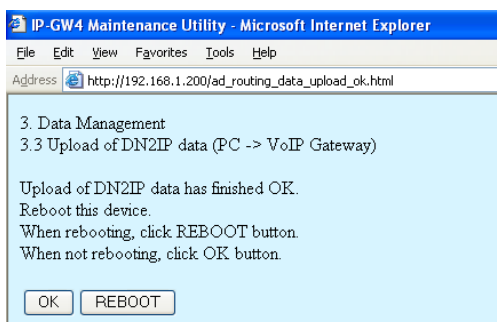 IP-GW4 Maintenance Utility - Microsoft Internet Explorer
File Edit View Favorites Tools Help
Address http://192.168.1.200/ad_routing_data_upload_ok.html
3. Data Management
3.3 Upload of DN2IP data (PC -> VoIP Gateway)
Upload of DN2IP data has finished OK.
Reboot this device.
When rebooting, click REBOOT button.
When not rebooting, click OK button.
OK REBOOT